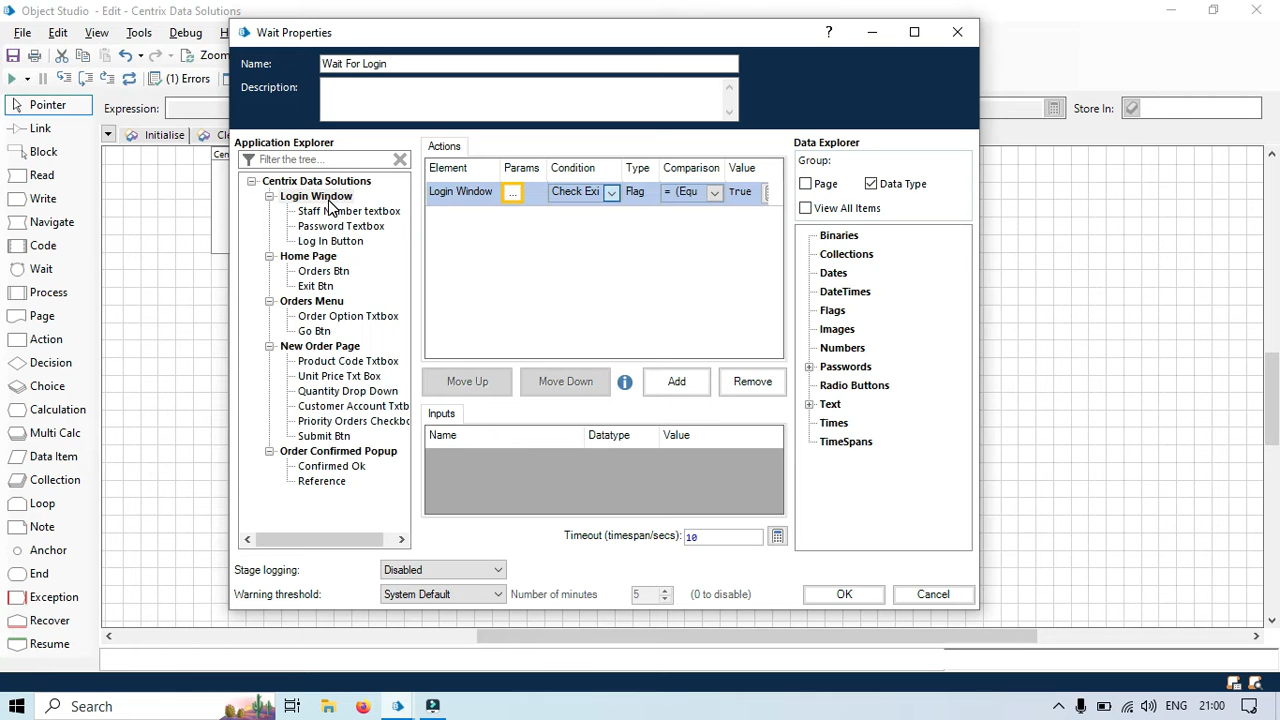 Object Studio - Edit - Centrix Data Solutions
Wait Properties
File Edit View Tools Debug
Zoom
Name: Wait For Login
Description:
(1) Errors
Expression:
Store In:
Initialise
Pointer
Link
Block
Read
Write
Navigate
Code
Wait
Process
Page
Action
Decision
Choice
Calculation
Multi Calc
Data Item
Collection
Loop
Note
Anchor
End
Exception
Recover
Resume
Application Explorer
Filter the tree...
Centrix Data Solutions
Login Window
Staff Number textbox
Password Textbox
Log In Button
Home Page
Orders Btn
Exit Btn
Orders Menu
Order Option Txtbox
Go Btn
New Order Page
Product Code Txtbox
Unit Price Txt Box
Quantity Drop Down
Customer Account Txtb
Priority Orders Checkbo
Submit Btn
Order Confirmed Popup
Confirmed Ok
Reference
Actions
Element Params Condition Type Comparison Value
Login Window ... Check Exi Flag = (Equ True
Move Up Move Down Add Remove
Inputs
Name Datatype Value
Timeout (timespan/secs): 10
Data Explorer
Group:
Page Data Type
View All Items
Binaries
Collections
Dates
DateTimes
Flags
Images
Numbers
Passwords
Radio Buttons
Text
Times
TimeSpans
Stage logging: Disabled
Warning threshold: System Default Number of minutes 5 (0 to disable)
OK Cancel
Search
ENG 21:00